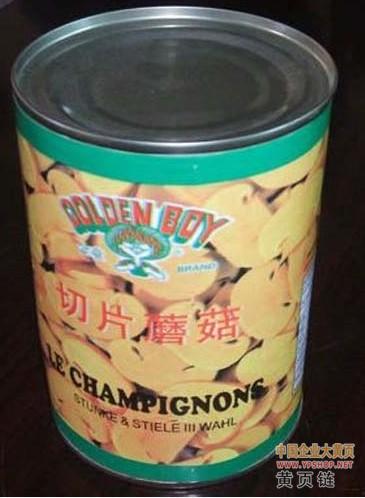 GOLDEN BOY
BRAND
切片蘑菇
LE CHAMPIGNONS
STUNKE & STIELE III WAHL
中国企业大黄页
WWW.YPSHOP.NET
黄页链